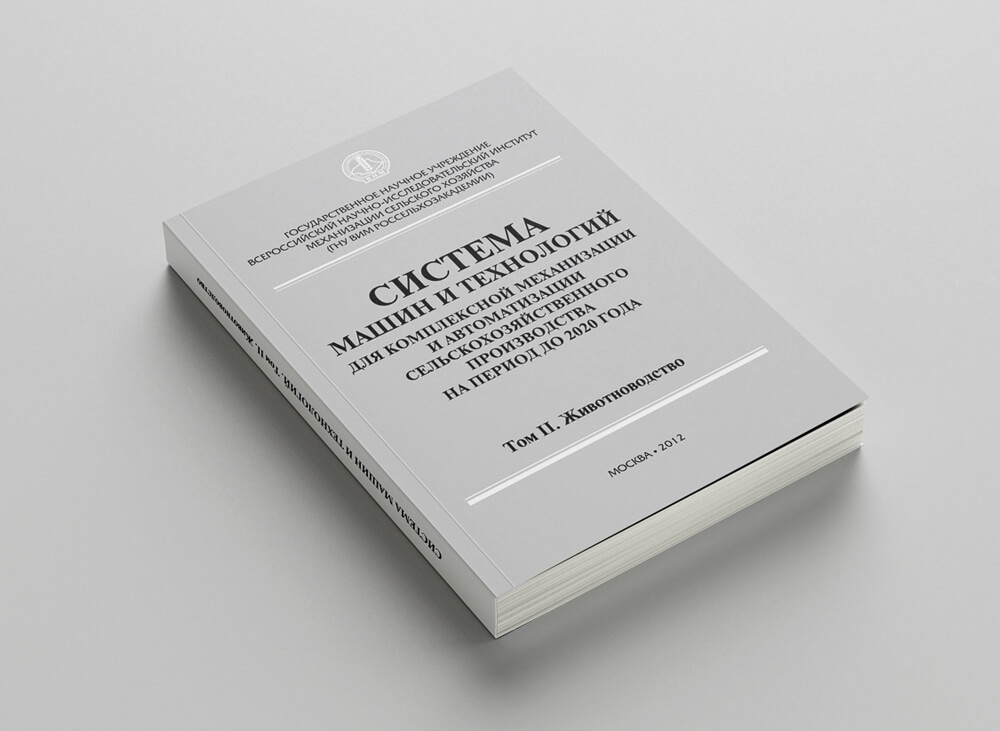 ГОСУДАРСТВЕННОЕ НАУЧНОЕ УЧРЕЖДЕНИЕ
ВСЕРОССИЙСКИЙ НАУЧНО-ИССЛЕДОВАТЕЛЬСКИЙ ИНСТИТУТ
МЕХАНИЗАЦИИ СЕЛЬСКОГО ХОЗЯЙСТВА
(ГНУ ВИМ РОССЕЛЬХОЗАКАДЕМИИ)
СИСТЕМА
МАШИН И ТЕХНОЛОГИЙ
ДЛЯ КОМПЛЕКСНОЙ МЕХАНИЗАЦИИ
И АВТОМАТИЗАЦИИ
СЕЛЬСКОХОЗЯЙСТВЕННОГО
ПРОИЗВОДСТВА
НА ПЕРИОД ДО 2020 ГОДА
Том II. Животноводство
МОСКВА • 2012
СИСТЕМА МАШИН И ТЕХНОЛОГИЙ. Том II. Животноводство